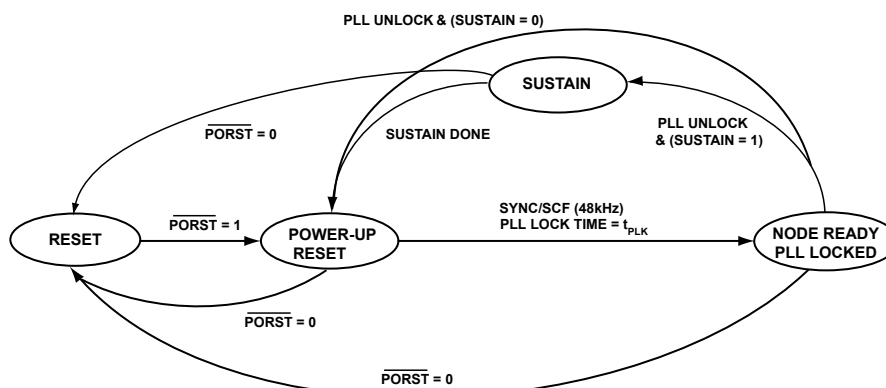 PLL UNLOCK & (SUSTAIN = 0)
SUSTAIN
PLL UNLOCK
& (SUSTAIN = 1)
PORST = 0
SUSTAIN DONE
SYNC/SCF (48kHz)
PLL LOCK TIME = tPLK
PORST = 1
RESET
POWER-UP
RESET
NODE READY
PLL LOCKED
PORST = 0
PORST = 0